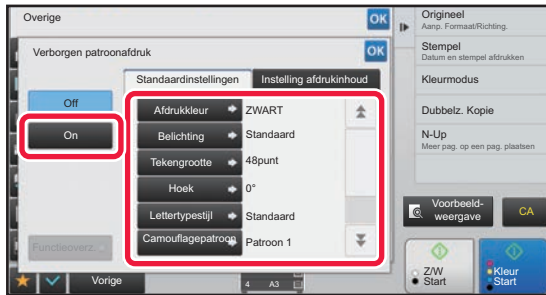 Overige
OK
Verborgen patroonafdruk
OK
Standaardinstellingen
Instelling afdrukinhoud
Off
On
Afdrukkleur
ZWART
Belichting
Standaard
Tekengrootte
48punt
Hoek
0°
Lettertypestijl
Standaard
Camouflagepatroon
Patroon 1
Functieoverz.
Vorige
4 A3
Origineel
Aanp. Formaat/Richting.
Stempel
Datum en stempel afdrukken
Kleurmodus
Dubbelz. Kopie
N-Up
Meer pag. op een pag. plaatsen
Voorbeeld-
weergave
CA
Z/W
Start
Kleur
Start